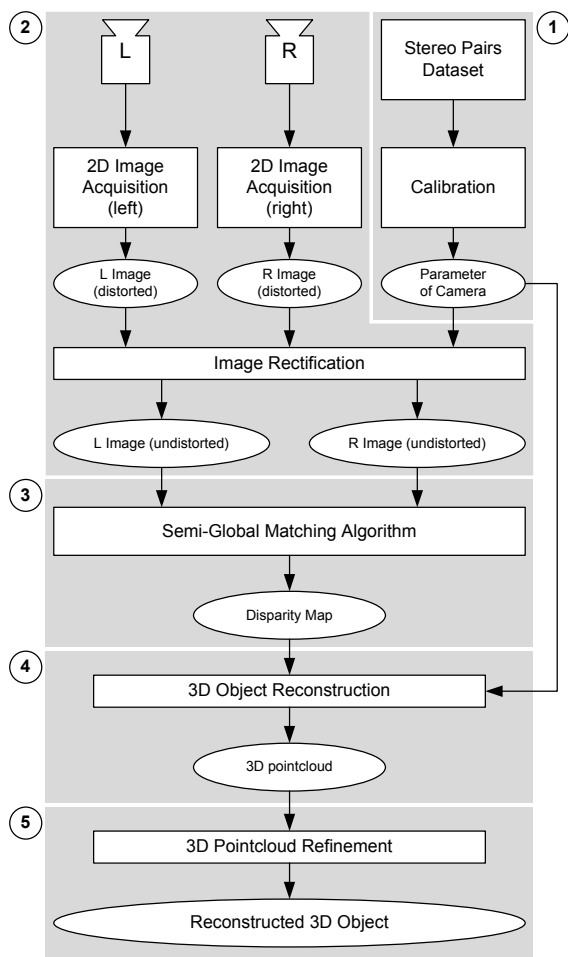 2
L
R
1
Stereo Pairs
Dataset
2D Image
Acquisition
(left)
2D Image
Acquisition
(right)
Calibration
L Image
(distorted)
R Image
(distorted)
Parameter
of Camera
Image Rectification
L Image (undistorted)
R Image (undistorted)
3
Semi-Global Matching Algorithm
Disparity Map
4
3D Object Reconstruction
3D pointcloud
5
3D Pointcloud Refinement
Reconstructed 3D Object